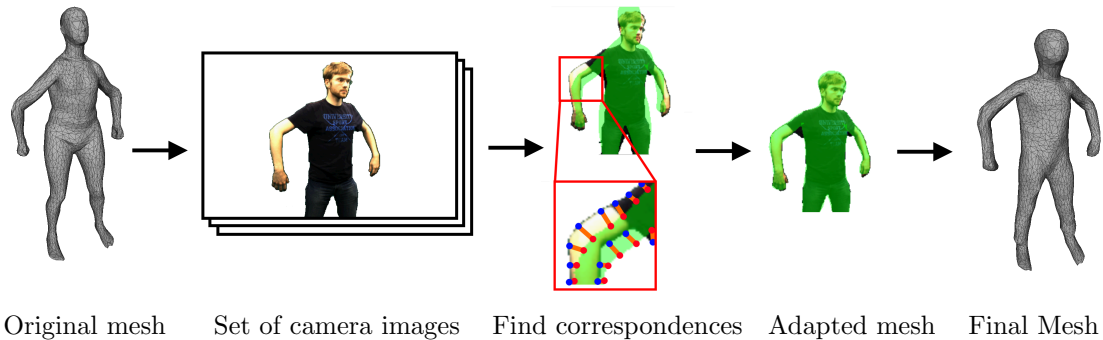 Original mesh
Set of camera images
Find correspondences
Adapted mesh
Final Mesh